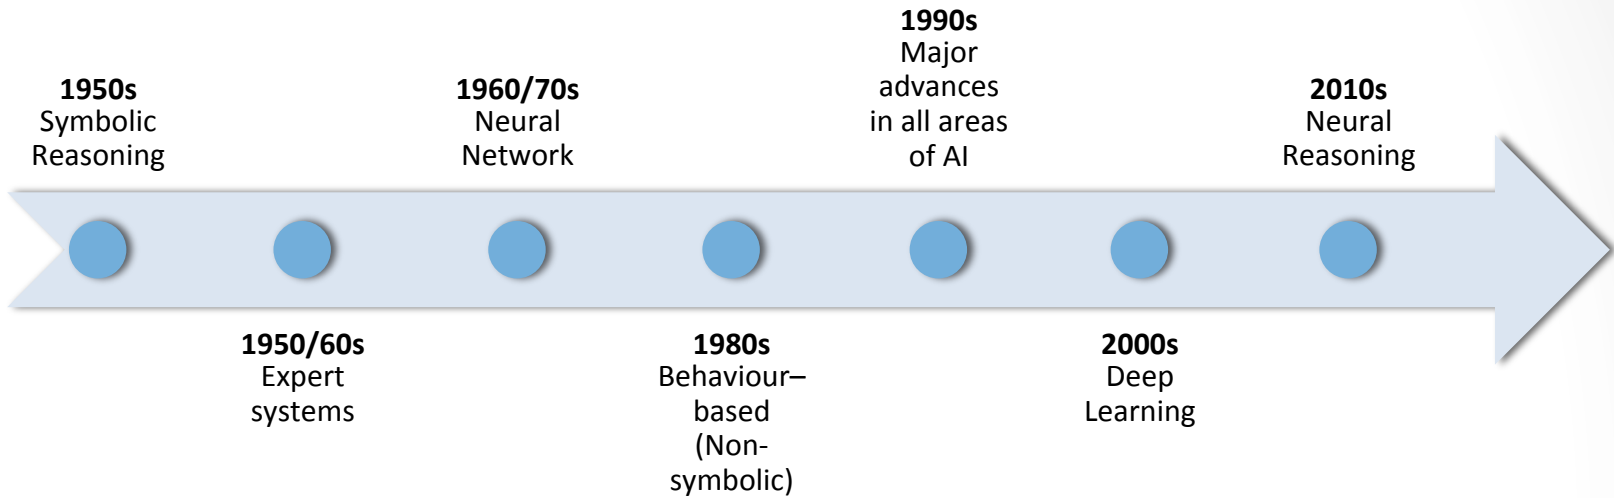 1950s
Symbolic
Reasoning
1950/60s
Expert
systems
1960/70s
Neural
Network
1980s
Behaviour–
based
(Non-
symbolic)
1990s
Major
advances
in all areas
of AI
2000s
Deep
Learning
2010s
Neural
Reasoning